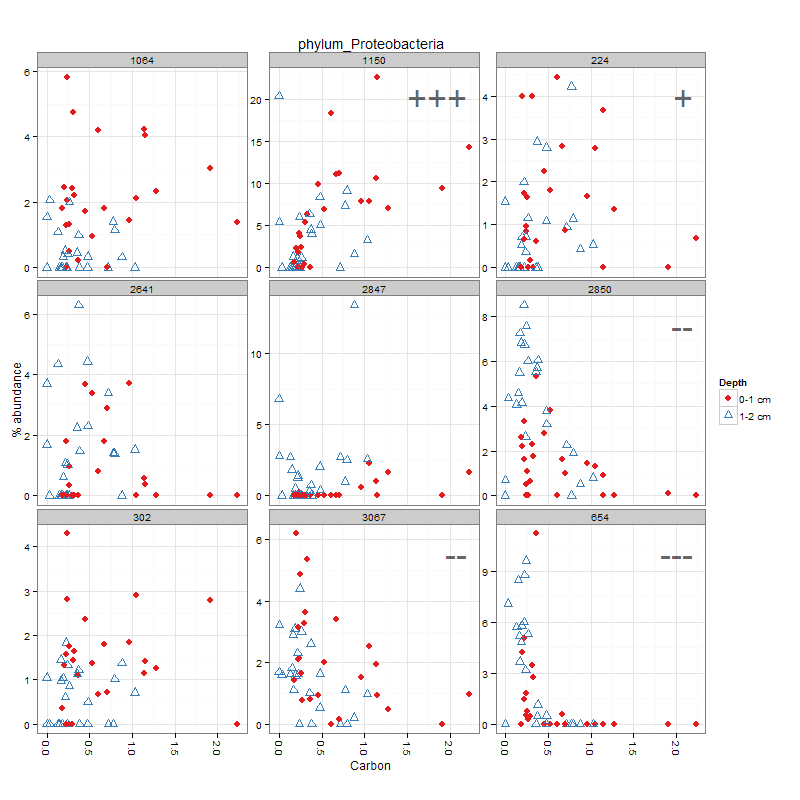 phylum_Proteobacteria
1064 1150 224
+++ +
6 4 2 0
20 15 10 5 0
4 3 2 1 0
2641 2847 2850
--
6 4 2 0
10 5 0
8 6 4 2 0
% abundance
Depth
0-1 cm
1-2 cm
302 3067 654
-- ---
4 3 2 1 0
6 4 2 0
9 6 3 0
0.0 0.5 1.0 1.5 2.0 0.0 0.5 1.0 1.5 2.0 0.0 0.5 1.0 1.5 2.0
Carbon